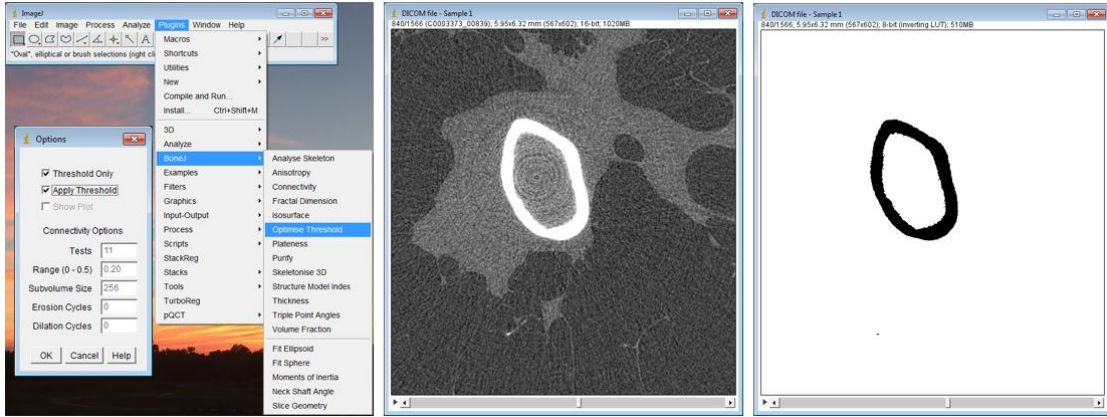 ImageJ
File Edit Image Process Analyze Plugins Window Help
A
>>
*Oval*, elliptical or brush selections (right cli
Macros
Shortcuts
Utilities
New
Compile and Run...
Install... Ctrl+Shift+M
3D
Analyze
BoneJ
Examples
Filters
Graphics
Input-Output
Process
Scripts
StackReg
Stacks
Tools
TurboReg
pQCT
Analyse Skeleton
Anisotropy
Connectivity
Fractal Dimension
Isosurface
Optimise Threshold
Plateness
Purify
Skeletonise 3D
Structure Model Index
Thickness
Triple Point Angles
Volume Fraction
Fit Ellipsoid
Fit Sphere
Moments of Inertia
Neck Shaft Angle
Slice Geometry
Options
Threshold Only
Apply Threshold
Show Plot
Connectivity Options
Tests 11
Range (0 - 0.5) 0.20
Subvolume Size 256
Erosion Cycles 0
Dilation Cycles 0
OK Cancel Help
DICOM file - Sample 1
840/1566 (C0003373_00839); 5.95x6.32 mm (567x602); 16-bit; 1020MB
DICOM file - Sample 1
840/1566; 5.95x6.32 mm (567x602); 8-bit (inverting LUT); 510MB